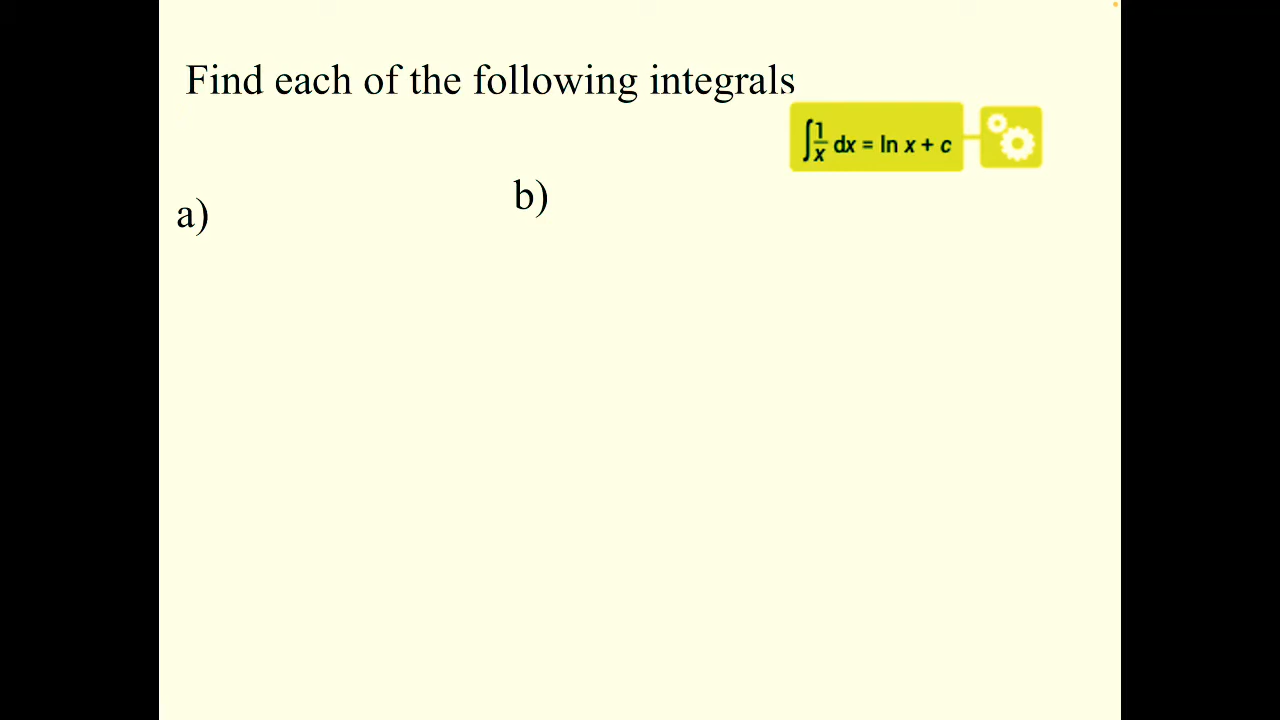 Find each of the following integrals
∫1/x dx = ln x + c
a)
b)